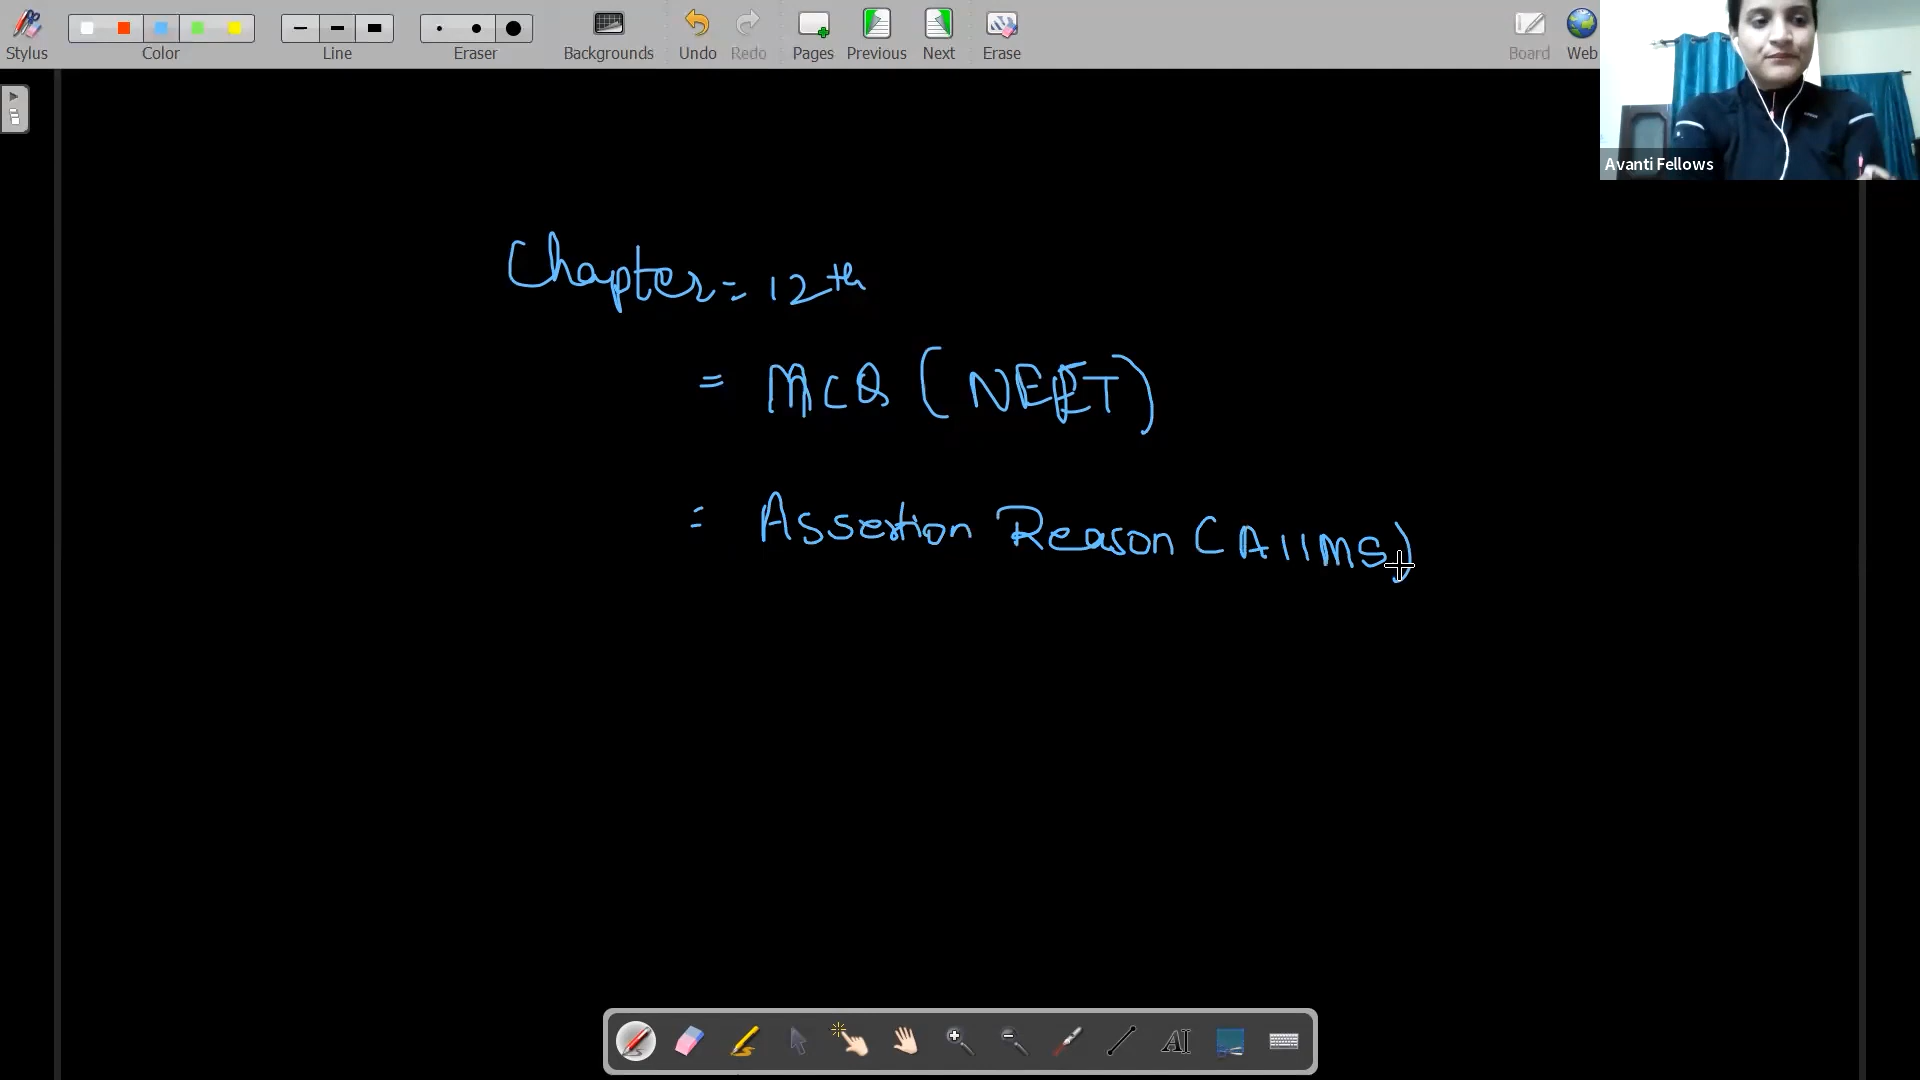 Stylus Color Line Eraser Backgrounds Undo Redo Pages Previous Next Erase Board Web
Avanti Fellows
Chapter = 12th
= MCQ (NEET)
= Assertion Reason (AIIMS)
AI